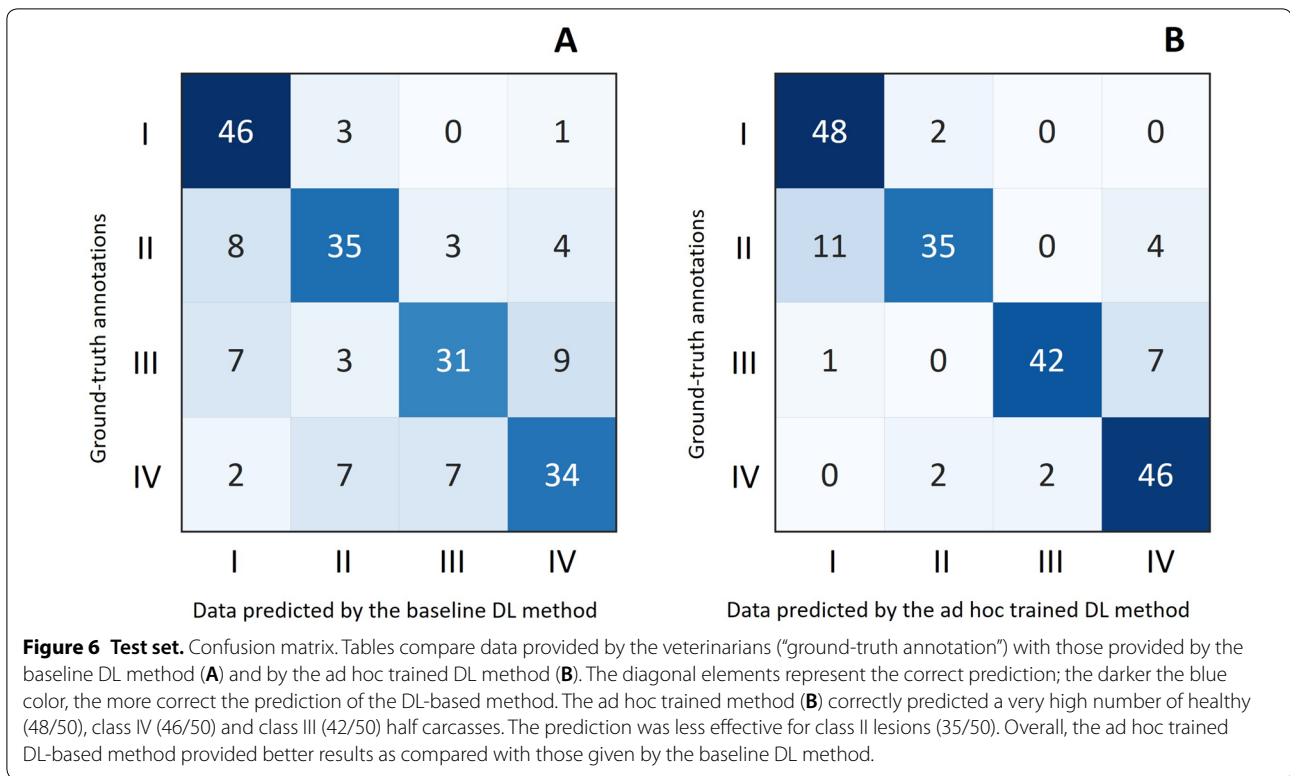 A
B
I 46 3 0 1
II 8 35 3 4
III 7 3 31 9
IV 2 7 7 34
I II III IV
Ground-truth annotations
Data predicted by the baseline DL method
I 48 2 0 0
II 11 35 0 4
III 1 0 42 7
IV 0 2 2 46
I II III IV
Ground-truth annotations
Data predicted by the ad hoc trained DL method
Figure 6 Test set. Confusion matrix. Tables compare data provided by the veterinarians (“ground-truth annotation”) with those provided by the
baseline DL method (A) and by the ad hoc trained DL method (B). The diagonal elements represent the correct prediction; the darker the blue
color, the more correct the prediction of the DL-based method. The ad hoc trained method (B) correctly predicted a very high number of healthy
(48/50), class IV (46/50) and class III (42/50) half carcasses. The prediction was less effective for class II lesions (35/50). Overall, the ad hoc trained
DL-based method provided better results as compared with those given by the baseline DL method.